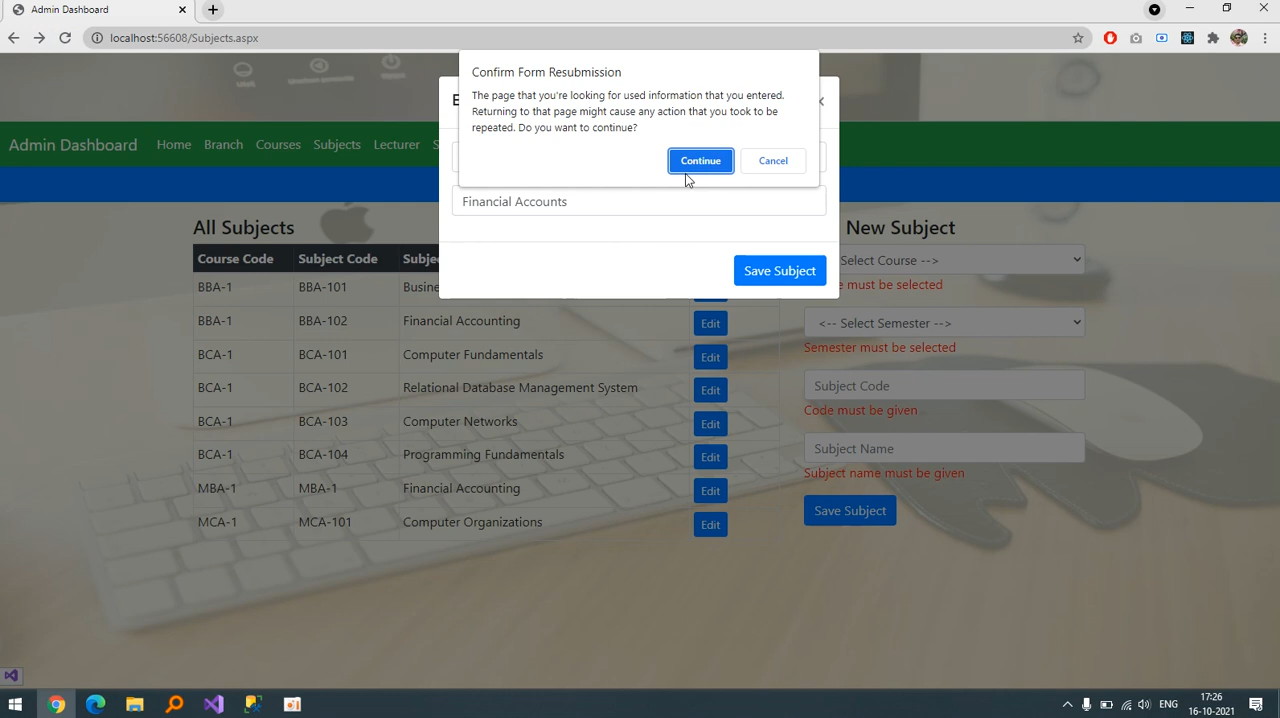 Admin Dashboard
localhost:56608/Subjects.aspx
Confirm Form Resubmission
The page that you're looking for used information that you entered.
Returning to that page might cause any action that you took to be
repeated. Do you want to continue?
Continue Cancel
Admin Dashboard Home Branch Courses Subjects Lecturer S
Financial Accounts
Save Subject
All Subjects
Course Code Subject Code Subje
BBA-1 BBA-101 Busine
BBA-1 BBA-102 Financial Accounting Edit
BCA-1 BCA-101 Computer Fundamentals Edit
BCA-1 BCA-102 Relational Database Management System Edit
BCA-1 BCA-103 Computer Networks Edit
BCA-1 BCA-104 Programming Fundamentals Edit
MBA-1 MBA-1 Financial Accounting Edit
MCA-1 MCA-101 Computer Organizations Edit
New Subject
Select Course -->
must be selected
<-- Select Semester -->
Semester must be selected
Subject Code
Code must be given
Subject Name
Subject name must be given
Save Subject
ENG
17:26
16-10-2021